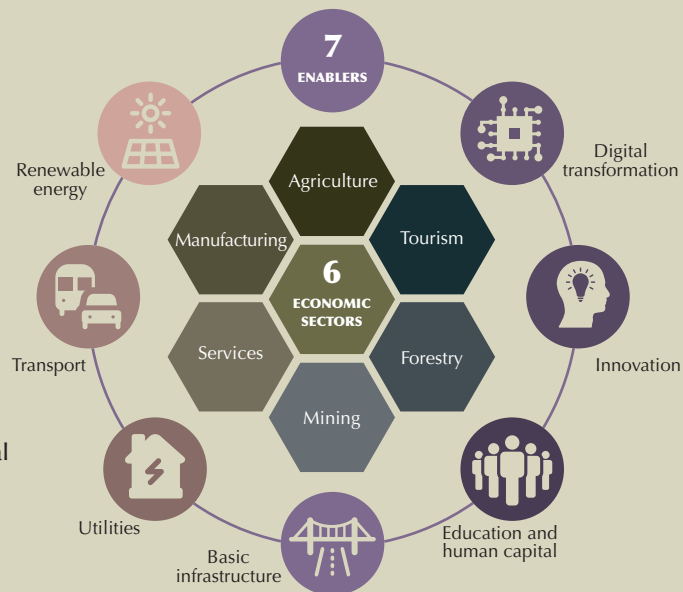 7
ENABLERS
Digital
transformation
Renewable
energy
Agriculture
Manufacturing
Tourism
6
ECONOMIC
SECTORS
Transport
Innovation
Services
Forestry
Mining
Utilities
Basic
infrastructure
Education and
human capital